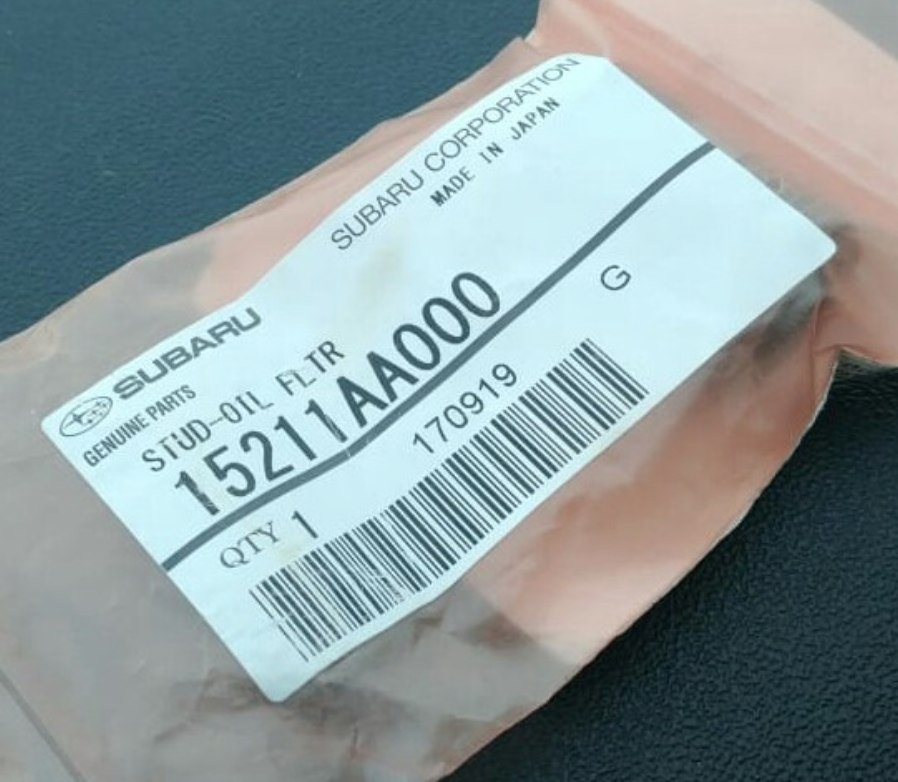 SUBARU CORPORATION
MADE IN JAPAN
SUBARU
GENUINE PARTS
STUD-OIL FLTR
15211AA000
G
170919
QTY 1